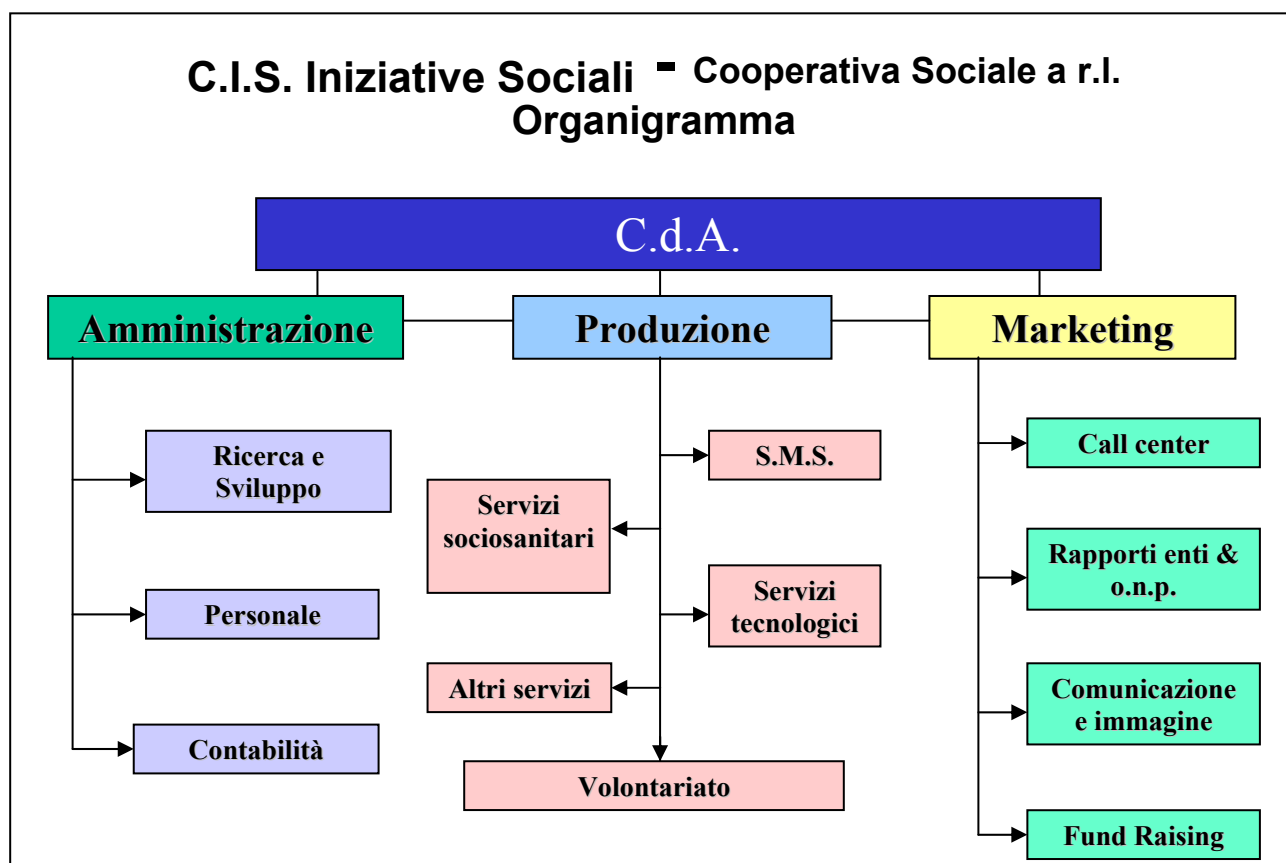 C.I.S. Iniziative Sociali - Cooperativa Sociale a r.l.
Organigramma
C.d.A.
Amministrazione
Produzione
Marketing
Ricerca e
Sviluppo
Personale
Contabilità
S.M.S.
Servizi
sociosanitari
Servizi
tecnologici
Altri servizi
Volontariato
Call center
Rapporti enti &
o.n.p.
Comunicazione
e immagine
Fund Raising